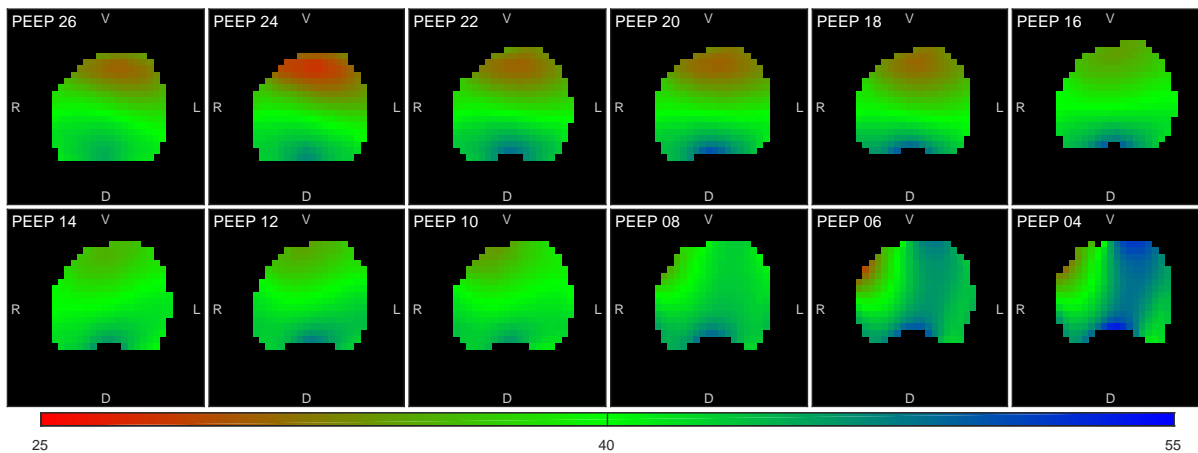 PEEP 26 V PEEP 24 V PEEP 22 V PEEP 20 V PEEP 18 V PEEP 16 V
R L R L R L R L R L R L
D D D D D D
PEEP 14 V PEEP 12 V PEEP 10 V PEEP 08 V PEEP 06 V PEEP 04 V
R L R L R L R L R L R L
D D D D D D
25 40 55